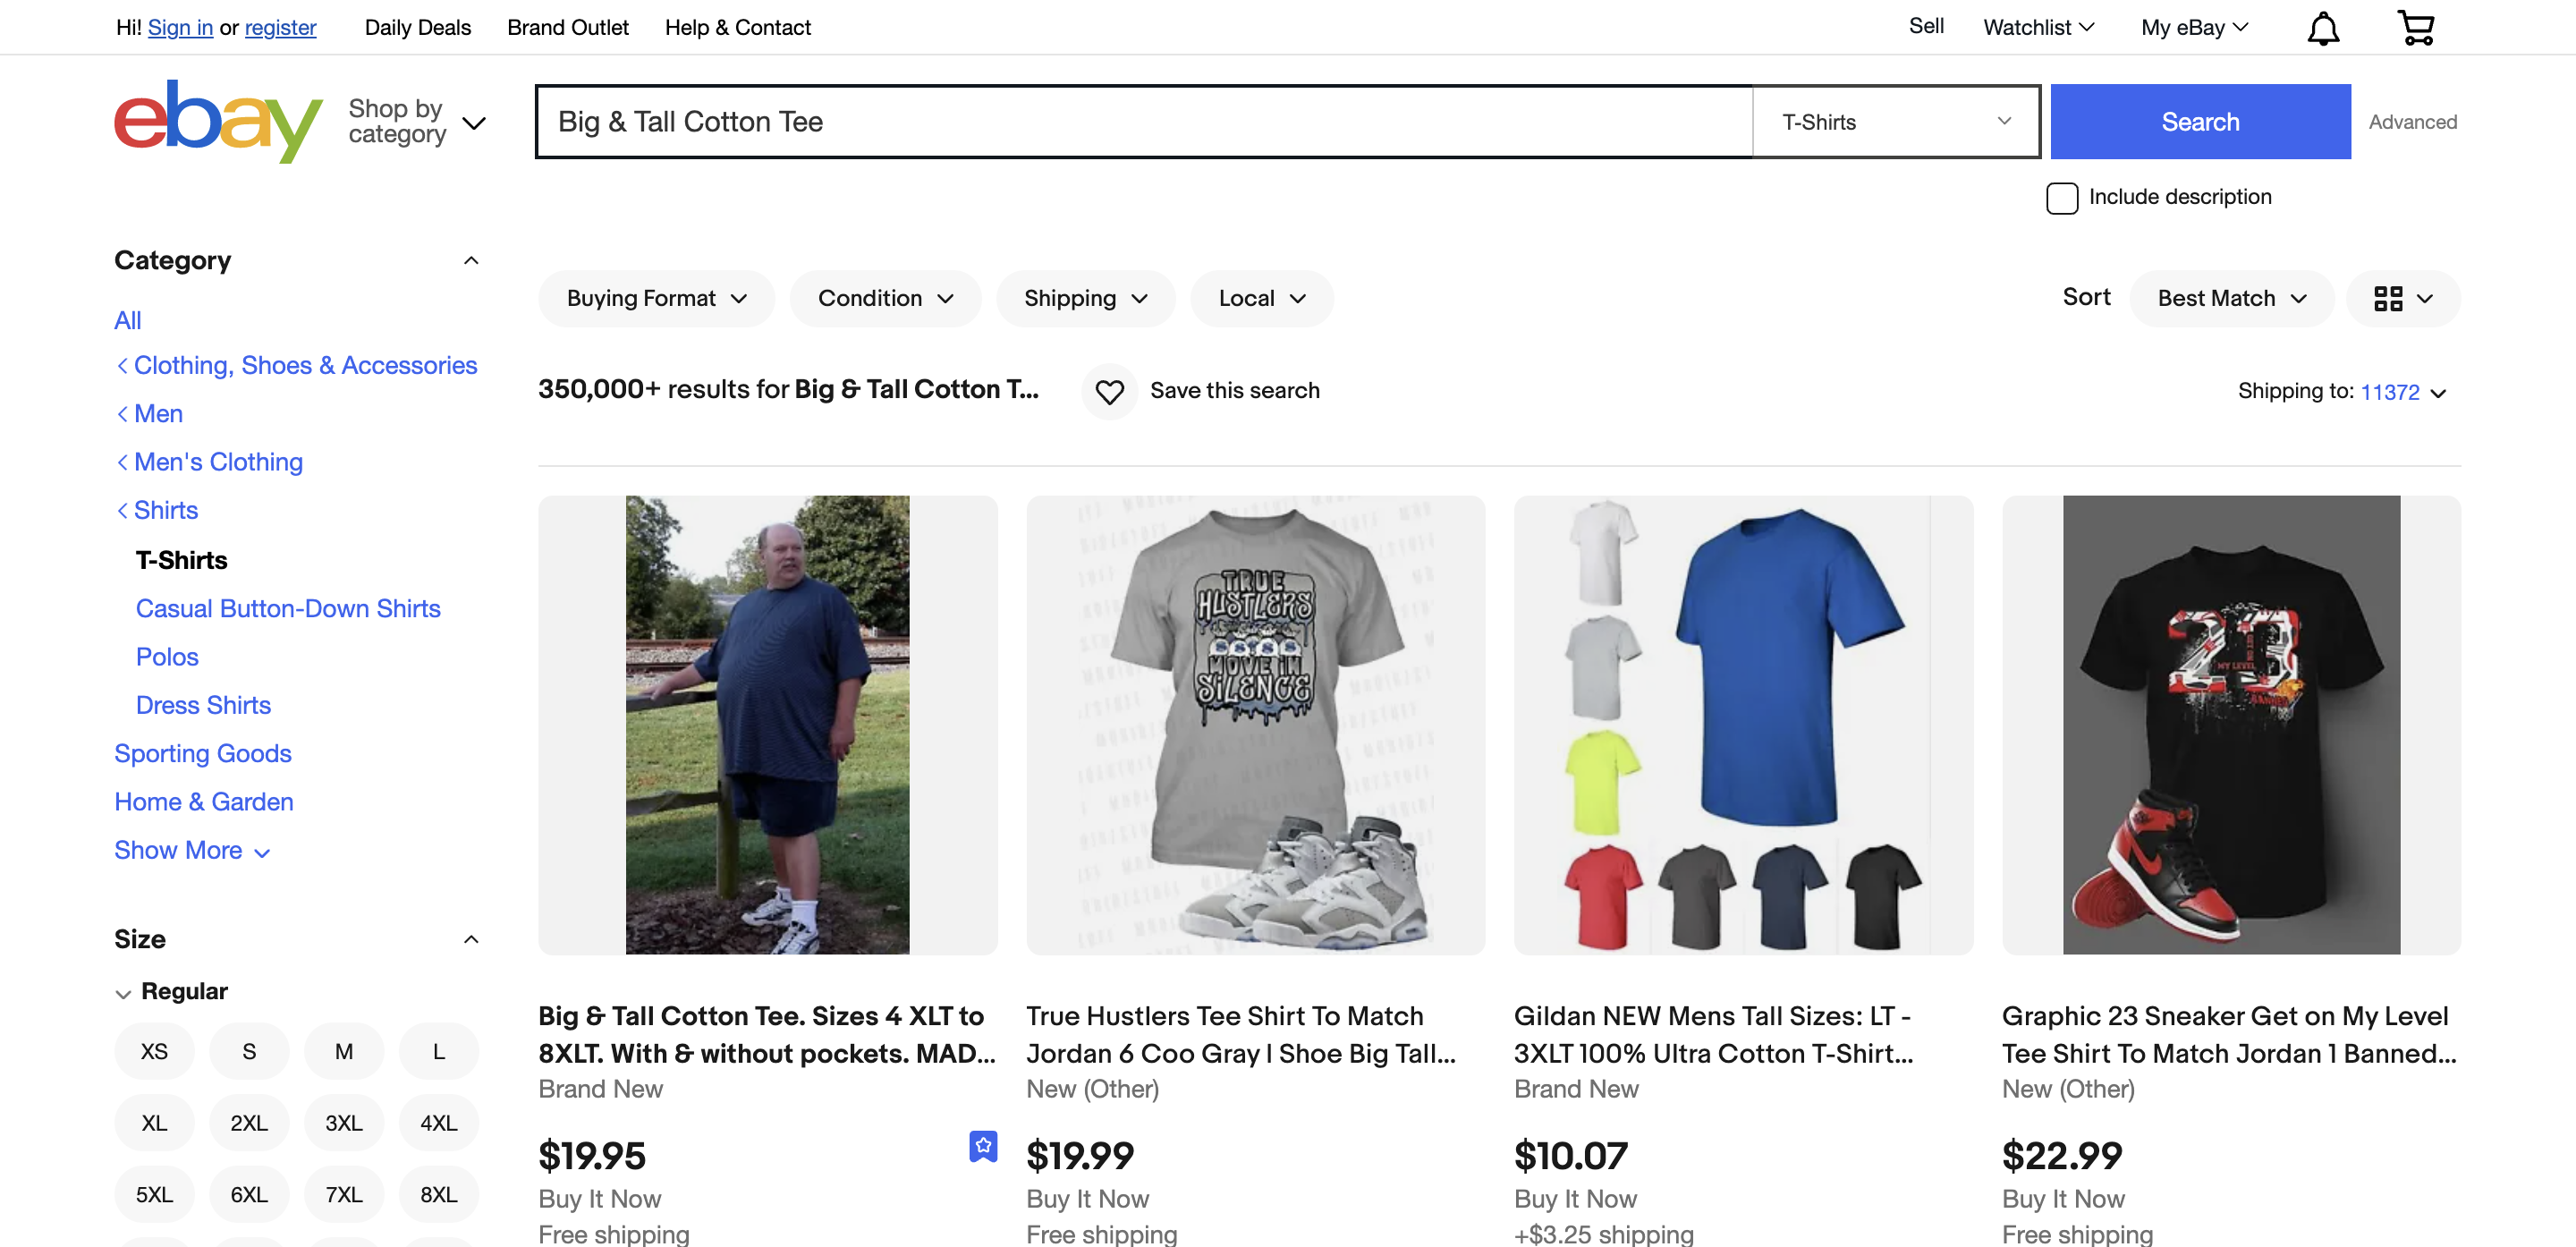 Hi! Sign in or register Daily Deals Brand Outlet Help & Contact Sell Watchlist My eBay
ebay
Shop by
category
Big & Tall Cotton Tee
T-Shirts
Search
Advanced
Include description
Category
All
Clothing, Shoes & Accessories
Men
Men's Clothing
Shirts
T-Shirts
Casual Button-Down Shirts
Polos
Dress Shirts
Sporting Goods
Home & Garden
Show More
Size
Regular
XS S M L
XL 2XL 3XL 4XL
5XL 6XL 7XL 8XL
Buying Format Condition Shipping Local
Sort Best Match
350,000+ results for Big & Tall Cotton T...
Save this search
Shipping to: 11372
TRUE
HUSTLERS
MOVE IN
SILENCE
23
MY LEVEL
BANNED
Big & Tall Cotton Tee. Sizes 4 XLT to
8XLT. With & without pockets. MAD...
Brand New
$19.95
Buy It Now
Free shipping
True Hustlers Tee Shirt To Match
Jordan 6 Coo Gray l Shoe Big Tall...
New (Other)
$19.99
Buy It Now
Free shipping
Gildan NEW Mens Tall Sizes: LT -
3XLT 100% Ultra Cotton T-Shirt...
Brand New
$10.07
Buy It Now
+$3.25 shipping
Graphic 23 Sneaker Get on My Level
Tee Shirt To Match Jordan 1 Banned...
New (Other)
$22.99
Buy It Now
Free shipping